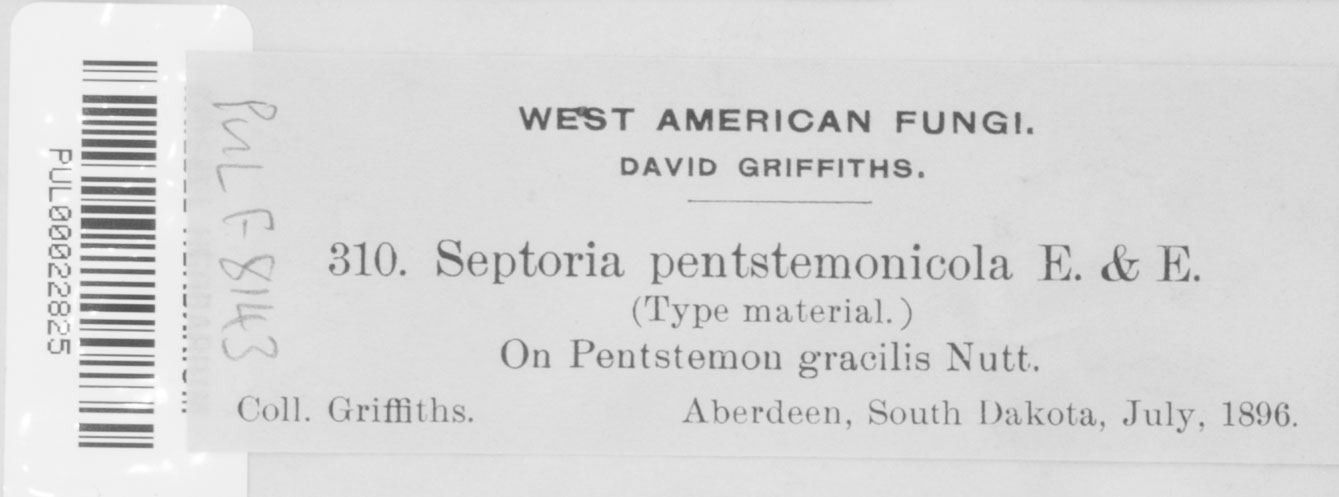 PUL00022825
PUL F 8143
WEST AMERICAN FUNGI.
DAVID GRIFFITHS.
310. Septoria pentstemonicola E. & E.
(Type material.)
On Pentstemon gracilis Nutt.
Coll. Griffiths. Aberdeen, South Dakota, July, 1896.